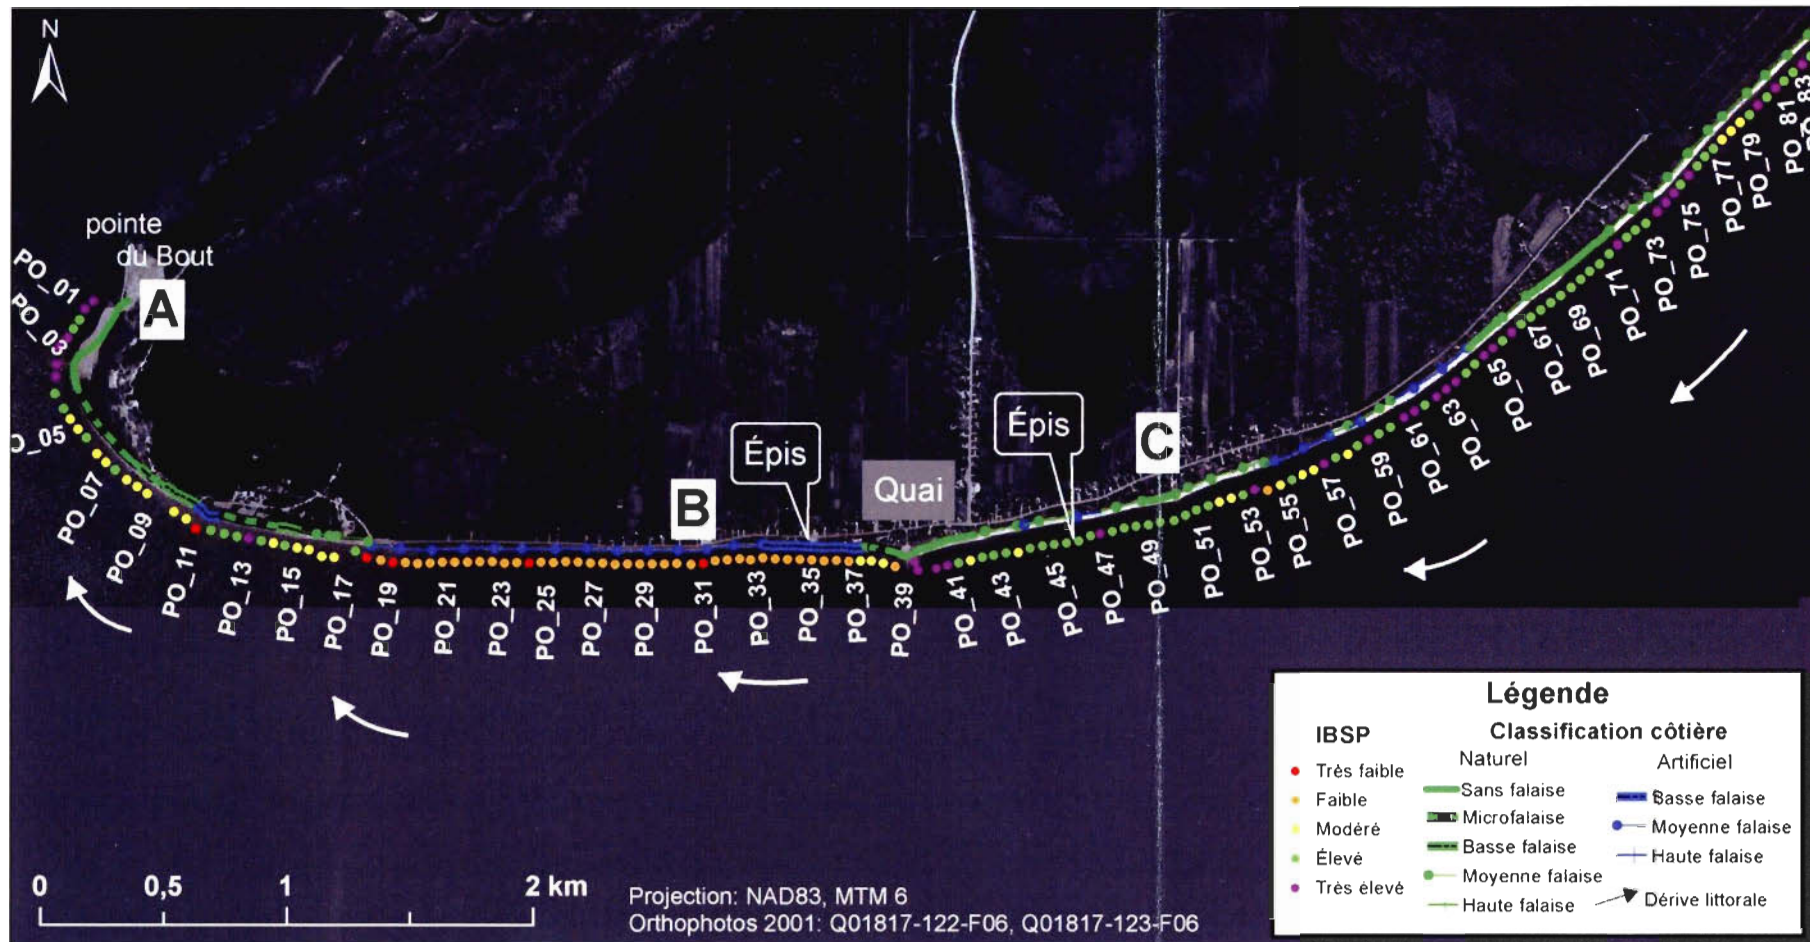 N
pointe
du Bout
A
PO_01
PO_03
PO_07
PO_09
PO_11
PO_13
PO_15
PO_17
PO_19
PO_21
PO_23
PO_25
PO_27
PO_29
PO_31
PO_33
PO_35
PO_37
PO_39
PO_41
PO_43
PO_45
PO_47
PO_49
PO_51
PO_53
PO_55
PO_57
PO_59
PO_61
PO_63
PO_65
PO_67
PO_69
PO_71
PO_73
PO_75
PO_77
PO_79
PO_81
B
Épis
Quai
Épis
C
Légende
IBSP
Très faible
Faible
Modéré
Élevé
Très élevé
Classification côtière
Naturel
Sans falaise
Microfalaise
Basse falaise
Moyenne falaise
Haute falaise
Artificiel
Basse falaise
Moyenne falaise
Haute falaise
Dérive littorale
0 0,5 1 2 km
Projection: NAD83, MTM 6
Orthophotos 2001: Q01817-122-F06, Q01817-123-F06